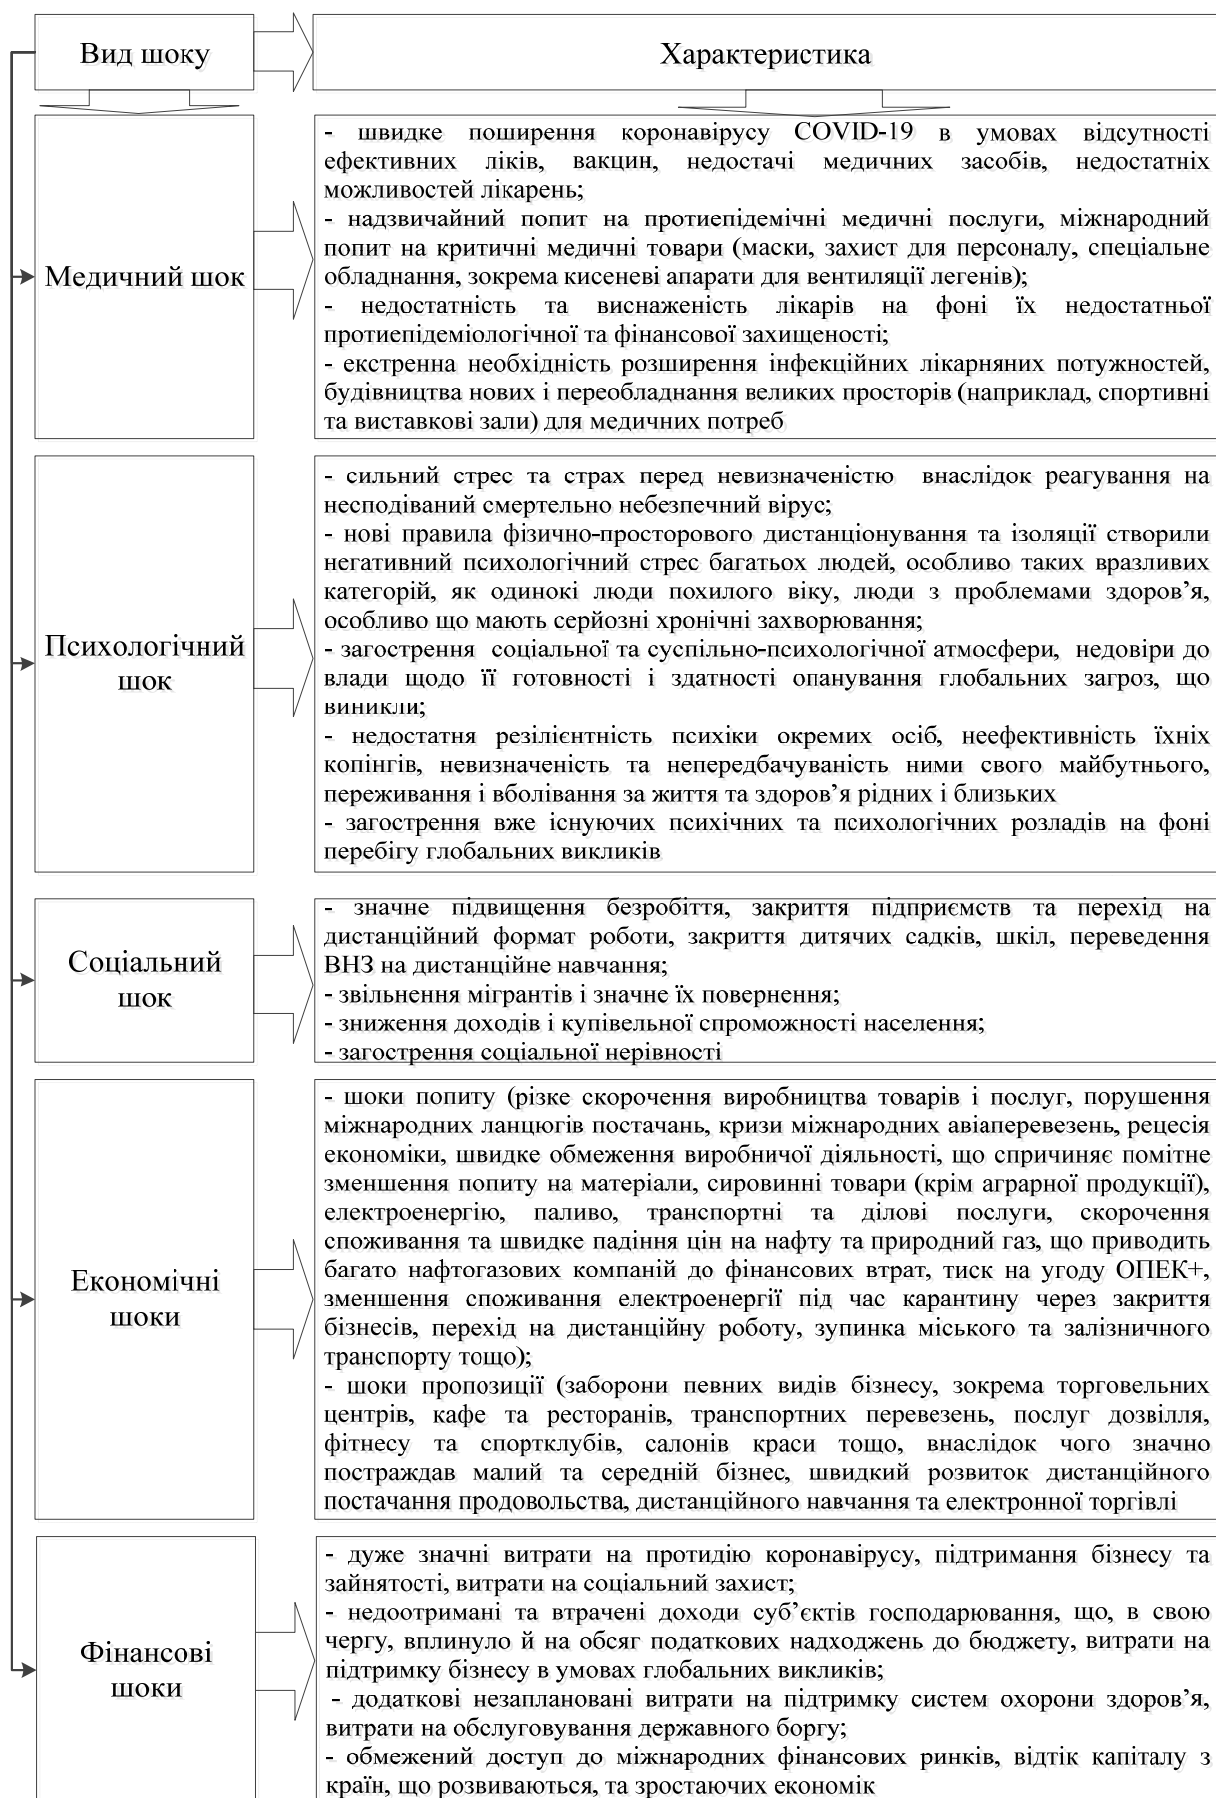 Вид шоку
Характеристика
Медичний шок
- швидке поширення коронавірусу COVID-19 в умовах відсутності
ефективних ліків, вакцин, недостачі медичних засобів, недостатніх
можливостей лікарень;
- надзвичайний попит на протиепідемічні медичні послуги, міжнародний
попит на критичні медичні товари (маски, захист для персоналу, спеціальне
обладнання, зокрема кисеневі апарати для вентиляції легенів);
- недостатність та виснаженість лікарів на фоні їх недостатньої
протиепідеміологічної та фінансової захищеності;
- екстренна необхідність розширення інфекційних лікарняних потужностей,
будівництва нових і переобладнання великих просторів (наприклад, спортивні
та виставкові зали) для медичних потреб
Психологічний
шок
- сильний стрес та страх перед невизначеністю внаслідок реагування на
несподіваний смертельно небезпечний вірус;
- нові правила фізично-просторового дистанціонування та ізоляції створили
негативний психологічний стрес багатьох людей, особливо таких вразливих
категорій, як одинокі люди похилого віку, люди з проблемами здоров’я,
особливо що мають серйозні хронічні захворювання;
- загострення соціальної та суспільно-психологічної атмосфери, недовіри до
влади щодо її готовності і здатності опанування глобальних загроз, що
виникли;
- недостатня резілієнтність психіки окремих осіб, неефективність їхніх
копінгів, невизначеність та непередбачуваність ними свого майбутнього,
переживання і вболівання за життя та здоров’я рідних і близьких
- загострення вже існуючих психічних та психологічних розладів на фоні
перебігу глобальних викликів
Соціальний
шок
- значне підвищення безробіття, закриття підприємств та перехід на
дистанційний формат роботи, закриття дитячих садків, шкіл, переведення
ВНЗ на дистанційне навчання;
- звільнення мігрантів і значне їх повернення;
- зниження доходів і купівельної спроможності населення;
- загострення соціальної нерівності
Економічні
шоки
- шоки попиту (різке скорочення виробництва товарів і послуг, порушення
міжнародних ланцюгів постачань, кризи міжнародних авіаперевезень, рецесія
економіки, швидке обмеження виробничої діяльності, що спричиняє помітне
зменшення попиту на матеріали, сировинні товари (крім аграрної продукції),
електроенергію, паливо, транспортні та ділові послуги, скорочення
споживання та швидке падіння цін на нафту та природний газ, що приводить
багато нафтогазових компаній до фінансових втрат, тиск на угоду ОПЕК+,
зменшення споживання електроенергії під час карантину через закриття
бізнесів, перехід на дистанційну роботу, зупинка міського та залізничного
транспорту тощо);
- шоки пропозиції (заборони певних видів бізнесу, зокрема торговельних
центрів, кафе та ресторанів, транспортних перевезень, послуг дозвілля,
фітнесу та спортклубів, салонів краси тощо, внаслідок чого значно
постраждав малий та середній бізнес, швидкий розвиток дистанційного
постачання продовольства, дистанційного навчання та електронної торгівлі
Фінансові
шоки
- дуже значні витрати на протидію коронавірусу, підтримання бізнесу та
зайнятості, витрати на соціальний захист;
- недоотримані та втрачені доходи суб’єктів господарювання, що, в свою
чергу, вплинуло й на обсяг податкових надходжень до бюджету, витрати на
підтримку бізнесу в умовах глобальних викликів;
- додаткові незаплановані витрати на підтримку систем охорони здоров’я,
витрати на обслуговування державного боргу;
- обмежений доступ до міжнародних фінансових ринків, відтік капіталу з
країн, що розвиваються, та зростаючих економік